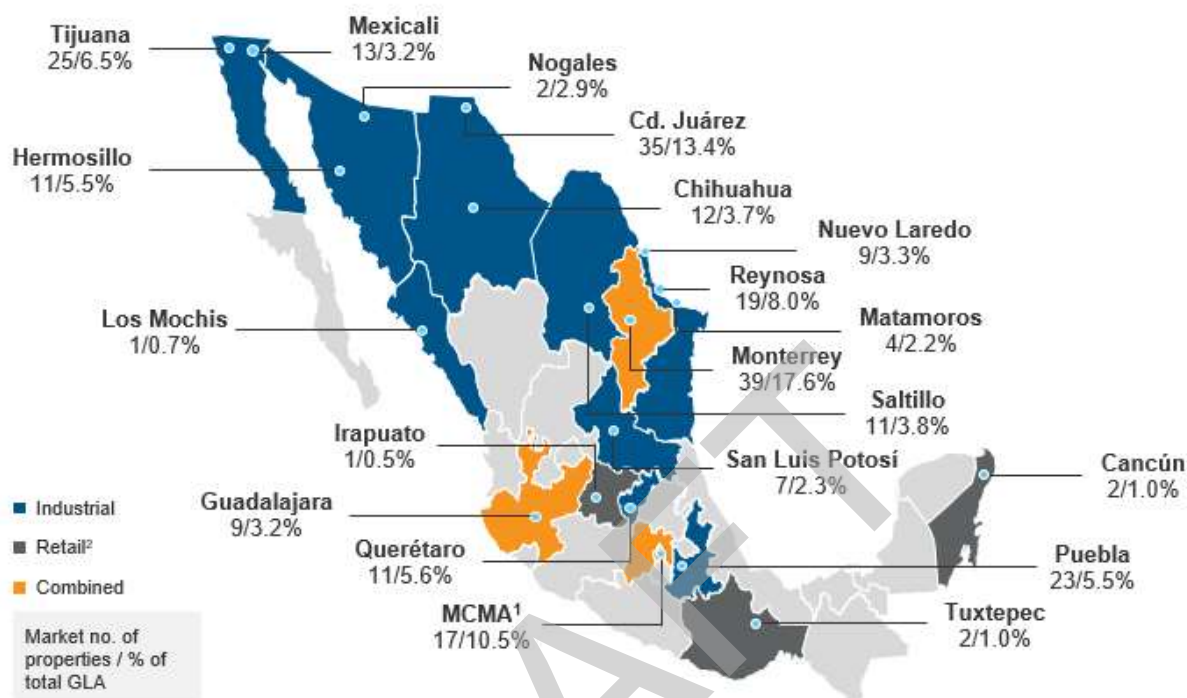 Tijuana
25/6.5%
Mexicali
13/3.2%
Nogales
2/2.9%
Cd. Juárez
35/13.4%
Hermosillo
11/5.5%
Chihuahua
12/3.7%
Nuevo Laredo
9/3.3%
Reynosa
19/8.0%
Los Mochis
1/0.7%
Matamoros
4/2.2%
Monterrey
39/17.6%
Saltillo
11/3.8%
Irapuato
1/0.5%
San Luis Potosí
7/2.3%
Cancún
2/1.0%
Guadalajara
9/3.2%
Querétaro
11/5.6%
Puebla
23/5.5%
MCMA¹
17/10.5%
Tuxtepec
2/1.0%
Industrial
Retail²
Combined
Market no. of
properties / % of
total GLA